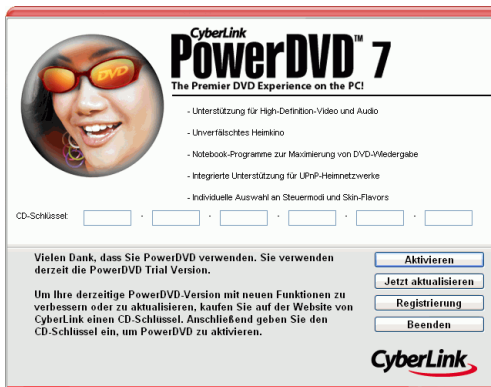 CyberLink
PowerDVD™ 7
The Premier DVD Experience on the PC!
DVD
- Unterstützung für High-Definition-Video und Audio
- Unverfälschtes Heimkino
- Notebook-Programme zur Maximierung von DVD-Wiedergabe
- Integrierte Unterstützung für UPnP-Heimnetzwerke
- Individuelle Auswahl an Steuermodi und Skin-Flavors
CD-Schlüssel:
Vielen Dank, dass Sie PowerDVD verwenden. Sie verwenden
derzeit die PowerDVD Trial Version.
Um Ihre derzeitige PowerDVD-Version mit neuen Funktionen zu
verbessern oder zu aktualisieren, kaufen Sie auf der Website von
CyberLink einen CD-Schlüssel. Anschließend geben Sie den
CD-Schlüssel ein, um PowerDVD zu aktivieren.
Aktivieren
Jetzt aktualisieren
Registrierung
Beenden
CyberLink